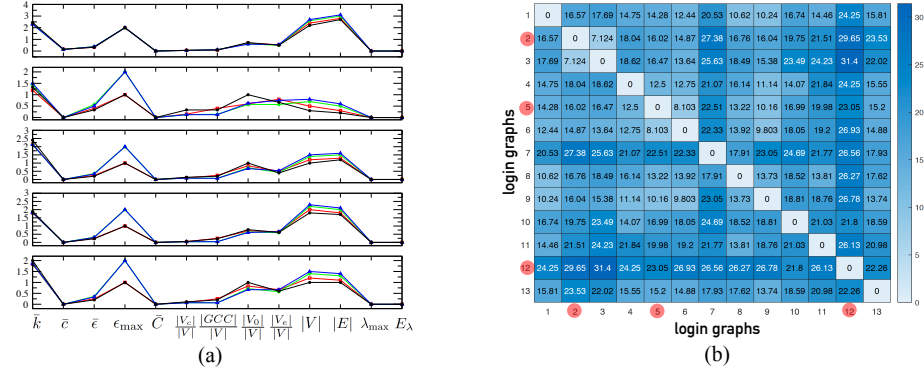 4
3
2
1
0
2
1.5
1
0.5
0
3
2.5
2
1.5
1
0.5
0
3
2.5
2
1.5
1
0.5
0
2
1.5
1
0.5
0
k̄ c̄ ϵ̄ ϵmax C̄ |Vc|/|V| |GCC|/|V| |V0|/|V| |Ve|/|V| |V| |E| λmax Eλ
(a)
login graphs
1 0 16.57 17.69 14.75 14.28 12.44 20.53 10.62 10.24 16.74 14.46 24.25 15.81
2 16.57 0 7.124 18.04 16.02 14.87 27.38 16.76 16.04 19.75 21.51 29.65 23.53
3 17.69 7.124 0 18.62 16.47 13.64 25.63 18.49 15.38 23.49 24.23 31.4 22.02
4 14.75 18.04 18.62 0 12.5 12.75 21.07 16.14 11.14 14.07 21.84 24.25 15.55
5 14.28 16.02 16.47 12.5 0 8.103 22.51 13.22 10.16 18.99 19.98 23.05 15.2
6 12.44 14.87 13.64 12.75 8.103 0 22.33 13.92 9.803 18.05 19.2 26.93 14.88
7 20.53 27.38 25.63 21.07 22.51 22.33 0 17.91 23.05 24.69 21.77 26.56 17.93
8 10.62 16.76 18.49 16.14 13.22 13.92 17.91 0 13.73 18.52 13.81 26.27 17.62
9 10.24 16.04 15.38 11.14 10.16 9.803 23.05 13.73 0 18.81 18.76 26.78 13.74
10 16.74 19.75 23.49 14.07 16.99 18.05 24.69 18.52 18.81 0 21.03 21.8 18.59
11 14.46 21.51 24.23 21.84 19.98 19.2 21.77 13.81 18.76 21.03 0 26.13 20.98
12 24.25 29.65 31.4 24.25 23.05 26.93 26.56 26.27 26.78 21.8 26.13 0 22.26
13 15.81 23.53 22.02 15.55 15.2 14.88 17.93 17.62 13.74 18.59 20.98 22.26 0
1 2 3 4 5 6 7 8 9 10 11 12 13
login graphs
30
25
20
15
10
5
0
(b)